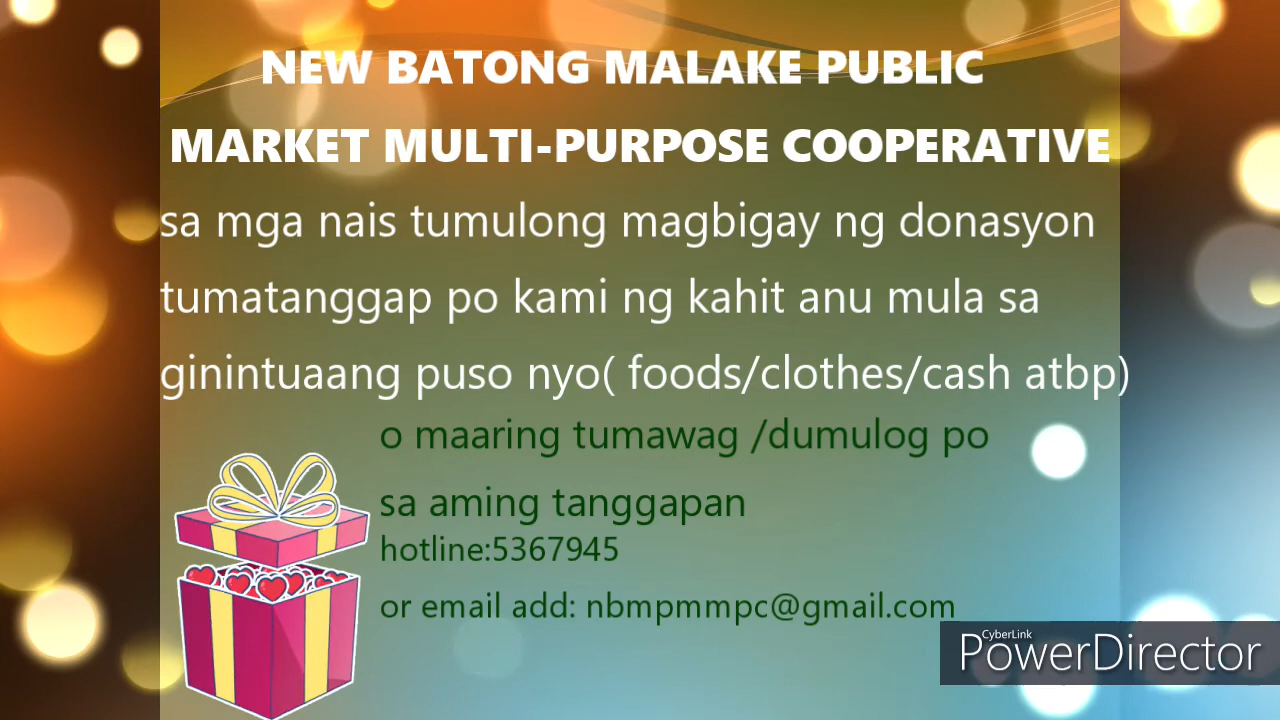 NEW BATONG MALAKE PUBLIC
MARKET MULTI-PURPOSE COOPERATIVE
sa mga nais tumulong magbigay ng donasyon
tumatanggap po kami ng kahit anu mula sa
ginintuaang puso nyo( foods/clothes/cash atbp)
o maaring tumawag /dumulog po
sa aming tanggapan
hotline:5367945
or email add: nbmpmmpc@gmail.com
CyberLink
PowerDirector